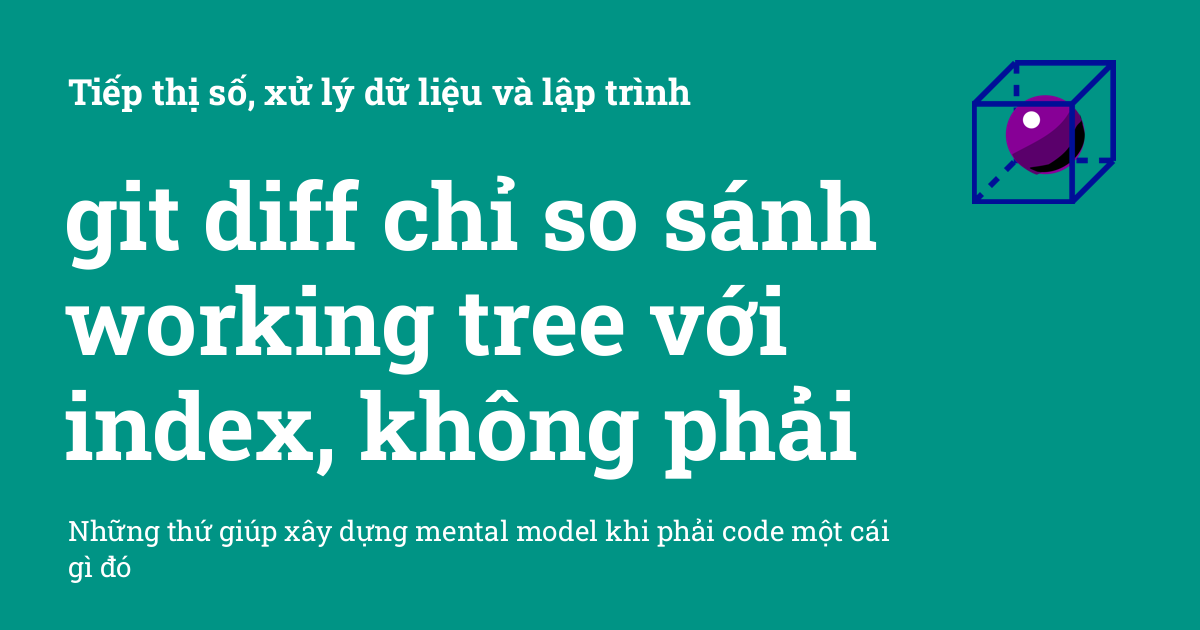 Tiếp thị số, xử lý dữ liệu và lập trình
git diff chỉ so sánh
working tree với
index, không phải
Những thứ giúp xây dựng mental model khi phải code một cái
gì đó